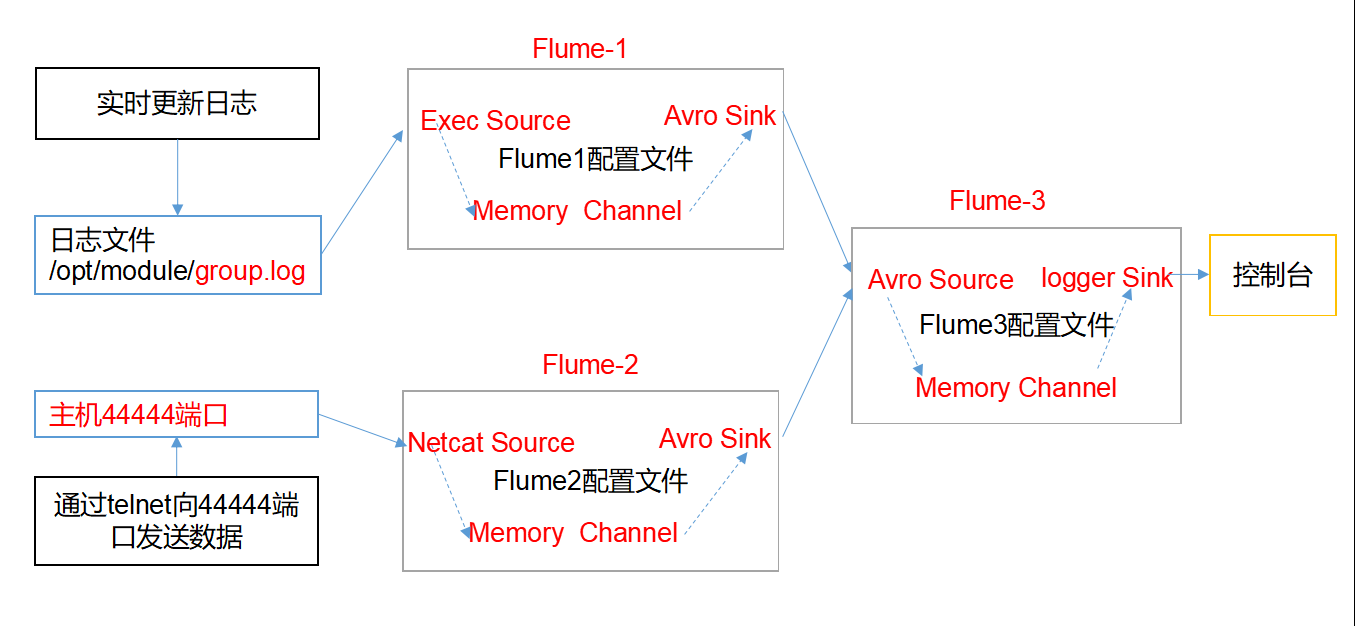 实时更新日志
日志文件
/opt/module/group.log
主机44444端口
通过telnet向44444端
口发送数据
Flume-1
Exec Source
Avro Sink
Flume1配置文件
Memory Channel
Flume-2
Netcat Source
Avro Sink
Flume2配置文件
Memory Channel
Flume-3
Avro Source
logger Sink
Flume3配置文件
Memory Channel
控制台